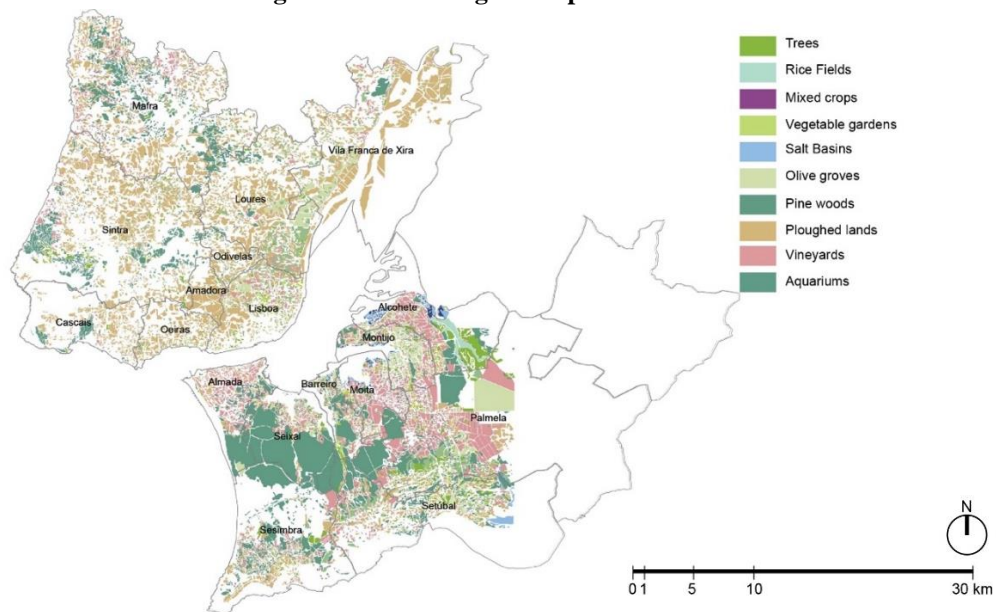 Trees
Rice Fields
Mixed crops
Vegetable gardens
Salt Basins
Olive groves
Pine woods
Ploughed lands
Vineyards
Aquariums
Mafra
Vila Franca de Xira
Loures
Sintra
Odivelas
Amadora
Lisboa
Cascais
Oeiras
Alcohete
Montijo
Almada
Barreiro
Moita
Palmela
Seixal
Setúbal
Sesimbra
N
0 1 5 10 30 km